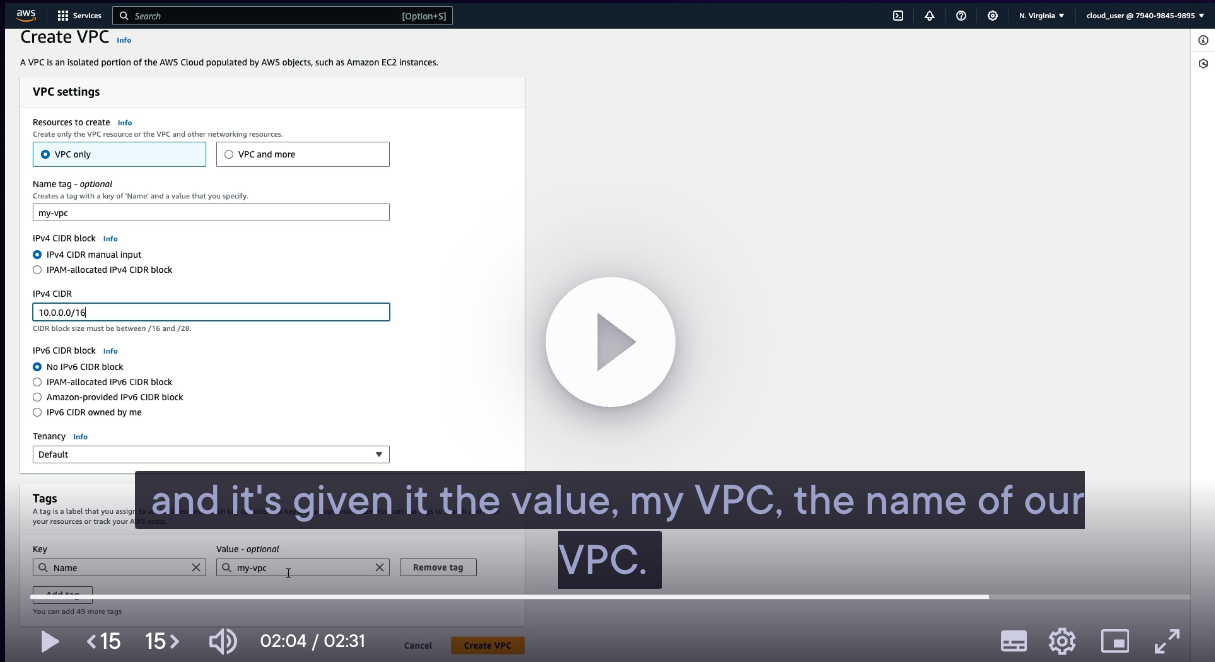 aws Services Search [Option+S] N. Virginia cloud_user @ 7940-9845-9895
Create VPC Info
A VPC is an isolated portion of the AWS Cloud populated by AWS objects, such as Amazon EC2 instances.
VPC settings
Resources to create Info
Create only the VPC resource or the VPC and other networking resources.
VPC only VPC and more
Name tag - optional
Creates a tag with a key of 'Name' and a value that you specify.
my-vpc
IPv4 CIDR block Info
IPv4 CIDR manual input
IPAM-allocated IPv4 CIDR block
IPv4 CIDR
10.0.0.0/16
CIDR block size must be between /16 and /28.
IPv6 CIDR block Info
No IPv6 CIDR block
IPAM-allocated IPv6 CIDR block
Amazon-provided IPv6 CIDR block
IPv6 CIDR owned by me
Tenancy Info
Default
Tags
and it's given it the value, my VPC, the name of our
VPC.
A tag is a label that you assign to
your resources or track your AWS costs.
Key Value - optional
Name my-vpc Remove tag
Add tag
You can add 49 more tags
15 15 02:04 / 02:31
Cancel Create VPC